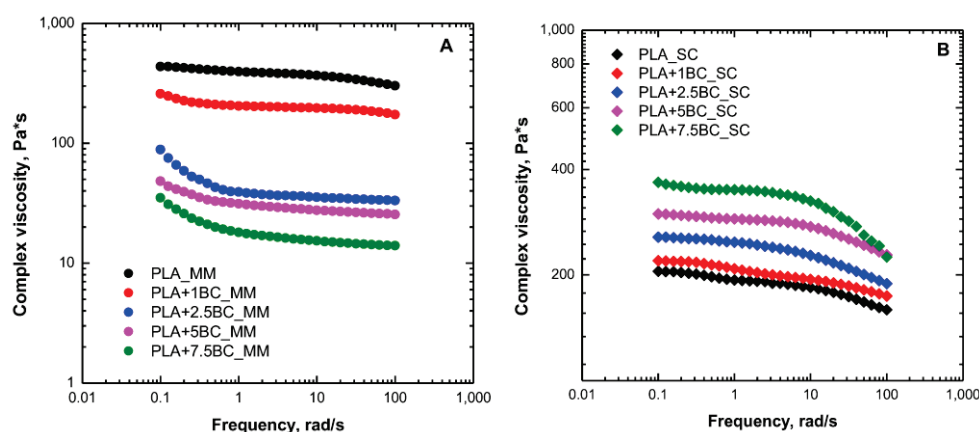 1,000
A
100
Complex viscosity, Pa*s
10
PLA_MM
PLA+1BC_MM
PLA+2.5BC_MM
PLA+5BC_MM
PLA+7.5BC_MM
1
0.01 0.1 1 10 100 1,000
Frequency, rad/s
1,000
B
800
PLA_SC
PLA+1BC_SC
PLA+2.5BC_SC
PLA+5BC_SC
PLA+7.5BC_SC
600
Complex viscosity, Pa*s
400
200
0.01 0.1 1 10 100 1,000
Frequency, rad/s